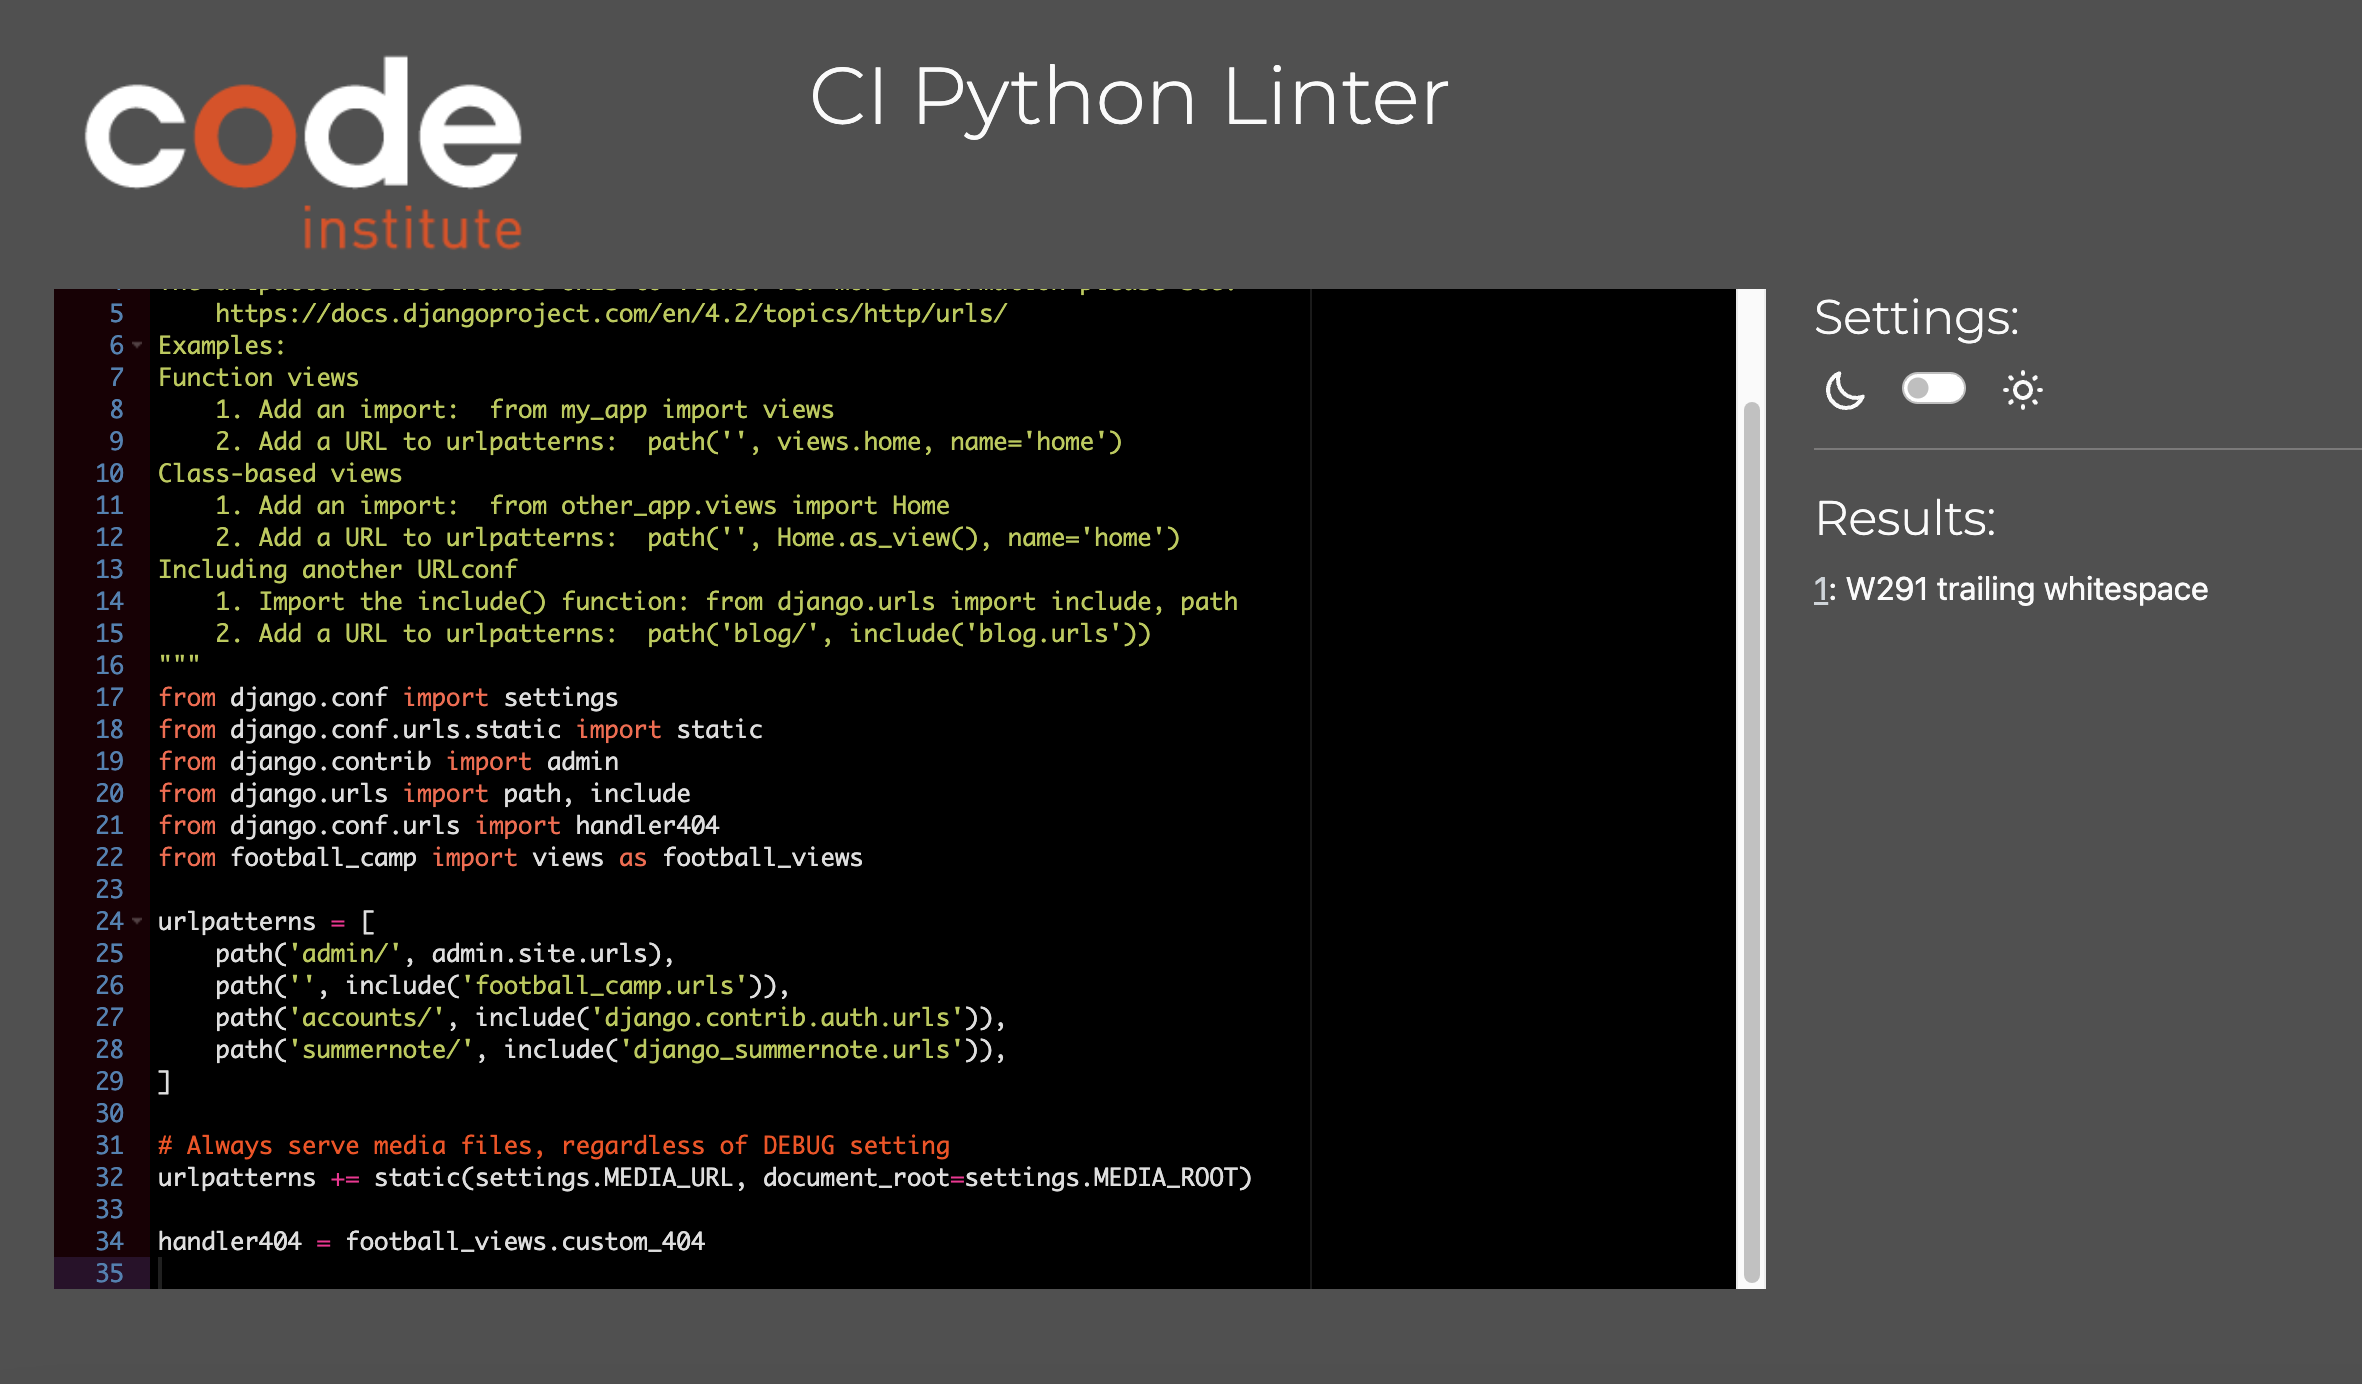 code
institute
CI Python Linter
5 https://docs.djangoproject.com/en/4.2/topics/http/urls/
6 Examples:
7 Function views
8 1. Add an import:  from my_app import views
9 2. Add a URL to urlpatterns:  path('', views.home, name='home')
10 Class-based views
11 1. Add an import:  from other_app.views import Home
12 2. Add a URL to urlpatterns:  path('', Home.as_view(), name='home')
13 Including another URLconf
14 1. Import the include() function: from django.urls import include, path
15 2. Add a URL to urlpatterns:  path('blog/', include('blog.urls'))
16 """
17 from django.conf import settings
18 from django.conf.urls.static import static
19 from django.contrib import admin
20 from django.urls import path, include
21 from django.conf.urls import handler404
22 from football_camp import views as football_views
23
24 urlpatterns = [
25 path('admin/', admin.site.urls),
26 path('', include('football_camp.urls')),
27 path('accounts/', include('django.contrib.auth.urls')),
28 path('summernote/', include('django_summernote.urls')),
29 ]
30
31 # Always serve media files, regardless of DEBUG setting
32 urlpatterns += static(settings.MEDIA_URL, document_root=settings.MEDIA_ROOT)
33
34 handler404 = football_views.custom_404
35
Settings:
Results:
1: W291 trailing whitespace